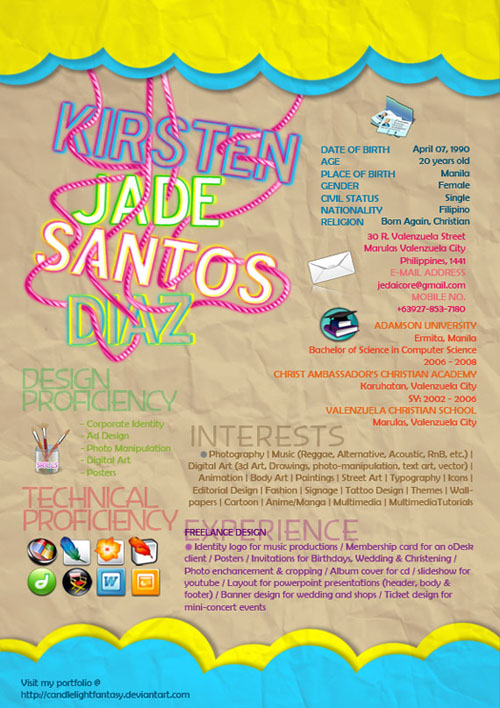 KIRSTEN
JADE
SANTOS
DIAZ
DATE OF BIRTH April 07, 1990
AGE 20 years old
PLACE OF BIRTH Manila
GENDER Female
CIVIL STATUS Single
NATIONALITY Filipino
RELIGION Born Again, Christian
30 R. Valenzuela Street
Marulas Valenzuela City
Philippines, 1441
E-MAIL ADDRESS
jedaicore@gmail.com
MOBILE NO.
+63927-853-7180
ADAMSON UNIVERSITY
Ermita, Manila
Bachelor of Science in Computer Science
2006 - 2008
CHRIST AMBASSADOR'S CHRISTIAN ACADEMY
Karuhatan, Valenzuela City
SY: 2002 - 2006
VALENZUELA CHRISTIAN SCHOOL
Marulas, Valenzuela City
DESIGN
PROFICIENCY
- Corporate Identity
- Ad Design
- Photo Manipulation
- Digital Art
- Posters
SKILLS
TECHNICAL
PROFICIENCY
INTERESTS
Photography | Music (Reggae, Alternative, Acoustic, RnB, etc.) |
Digital Art (3d Art, Drawings, photo-manipulation, text art, vector) |
Animation | Body Art | Paintings | Street Art | Typography | Icons |
Editorial Design | Fashion | Signage | Tattoo Design | Themes | Wall-
papers | Cartoon | Anime/Manga | Multimedia | MultimediaTutorials
EXPERIENCE
FREELANCE DESIGN
Identity logo for music productions / Membership card for an oDesk
client / Posters / Invitations for Birthdays, Wedding & Christening /
Photo enchancement & cropping / Album cover for cd / slideshow for
youtube / Layout for powerpoint presentations (header, body &
footer) / Banner design for wedding and shops / Ticket design for
mini-concert events
Visit my portfolio @
http://candlelightfantasy.deviantart.com